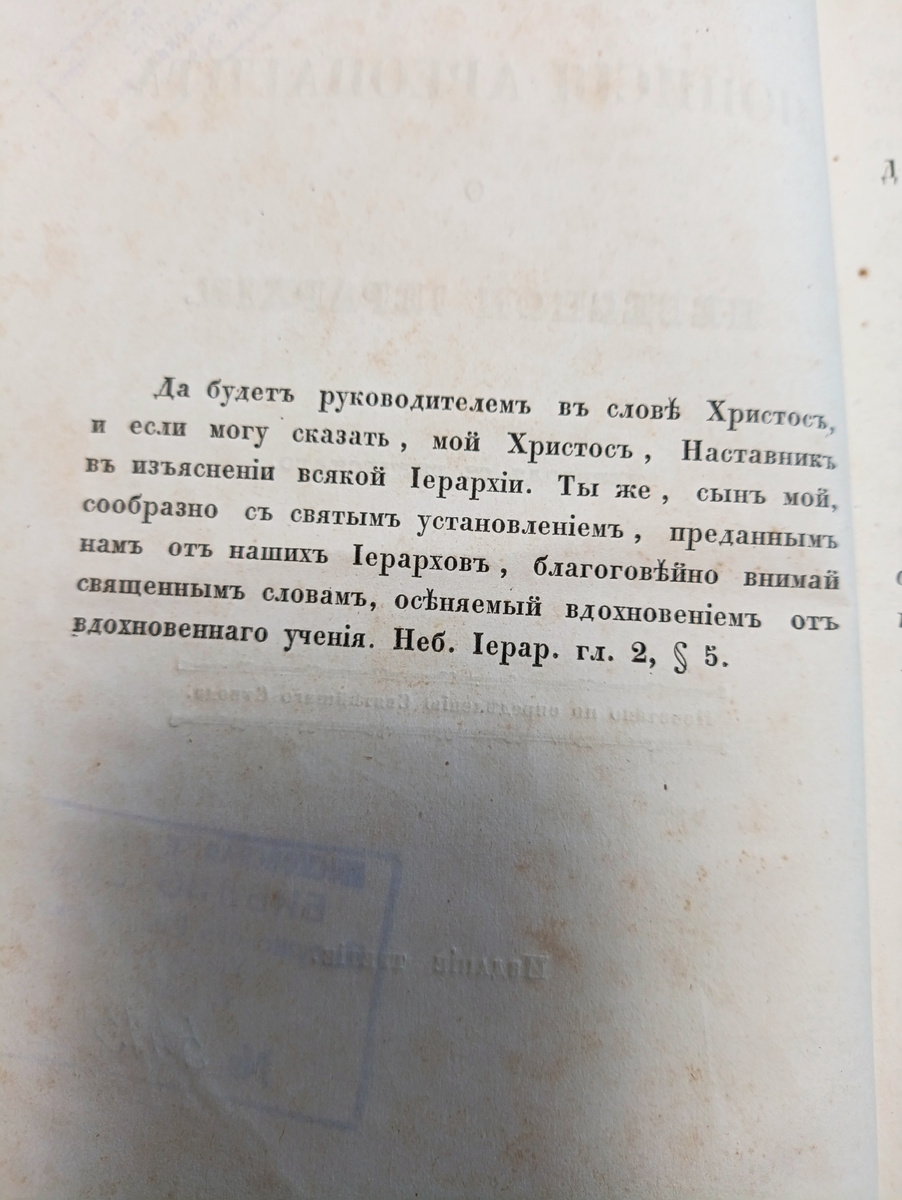 Да будетъ руководителемъ въ словѣ Христосъ,
и если могу сказать, мой Христосъ, Наставникъ
въ изъясненіи всякой Іерархіи. Ты же, сынъ мой,
сообразно съ святымъ установленіемъ, преданнымъ
намъ отъ нашихъ Іерарховъ, благоговѣйно внимай
священнымъ словамъ, осѣняемый вдохновеніемъ отъ
вдохновеннаго ученія. Неб. Іерар. гл. 2, § 5.